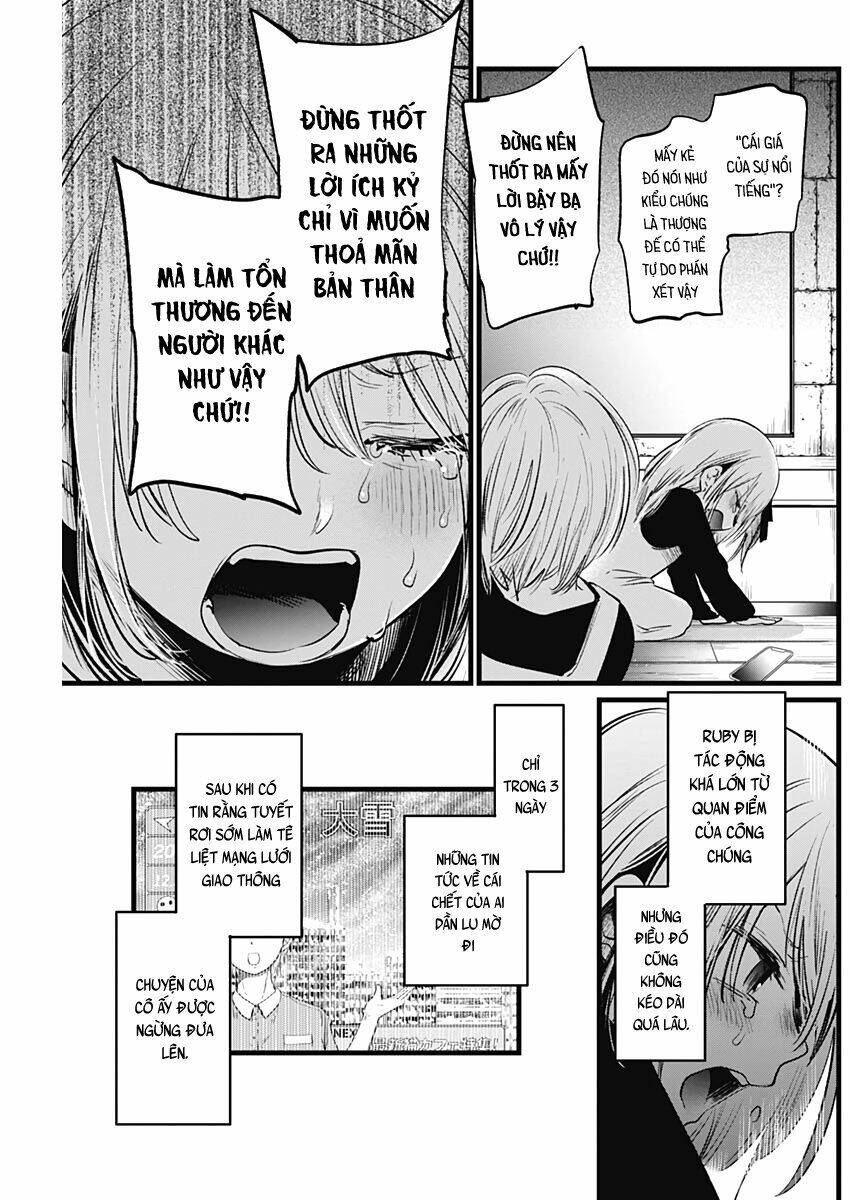 "CÁI GIÁ
CỦA SỰ NỔI
TIẾNG"?
MẤY KẺ
ĐÓ NÓI NHƯ
KIỂU CHÚNG
LÀ THƯỢNG
ĐẾ CÓ THỂ
TỰ DO PHÁN
XÉT VẬY
ĐỪNG NÊN
THỐT RA MẤY
LỜI BẬY BẠ
VÔ LÝ VẬY
CHỨ!!
ĐỪNG THỐT
RA NHỮNG
LỜI ÍCH KỶ
CHỈ VÌ MUỐN
THOẢ MÃN
BẢN THÂN
MÀ LÀM TỔN
THƯƠNG ĐẾN
NGƯỜI KHÁC
NHƯ VẬY
CHỨ!!
RUBY BỊ
TÁC ĐỘNG
KHÁ LỚN TỪ
QUAN ĐIỂM
CỦA CÔNG
CHÚNG
NHƯNG
ĐIỀU ĐÓ
CŨNG
KHÔNG
KÉO DÀI
QUÁ LÂU.
CHỈ
TRONG 3
NGÀY
NHỮNG TIN
TỨC VỀ CÁI
CHẾT CỦA AI
DẦN LU MỜ
ĐI
大雪
SAU KHI CÓ
TIN RẰNG TUYẾT
RƠI SỚM LÀM TÊ
LIỆT MẠNG LƯỚI
GIAO THÔNG
20
12
CHUYỆN CỦA
CÔ ẤY ĐƯỢC
NGỪNG ĐƯA
LÊN.
NEX